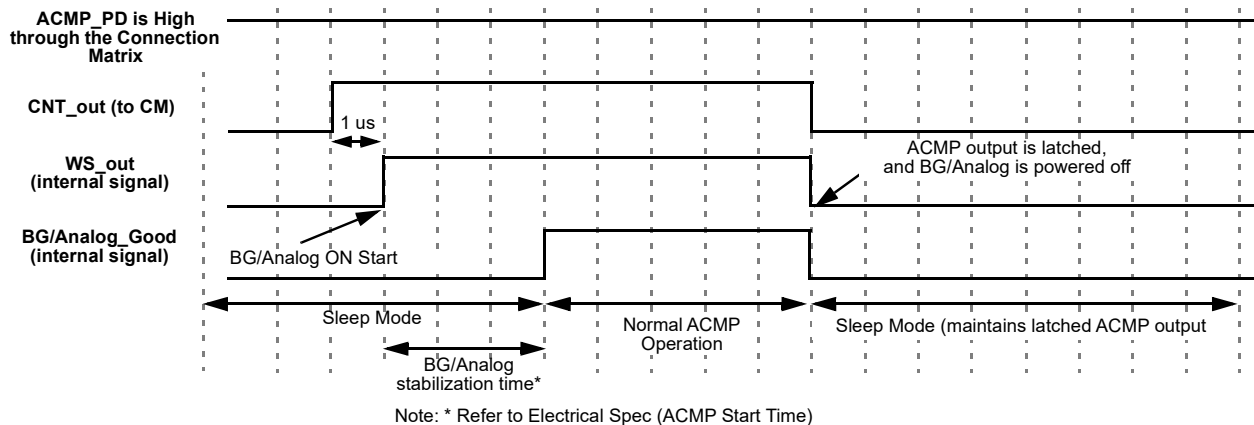 ACMP_PD is High
through the Connection
Matrix
CNT_out (to CM)
1 us
WS_out
(internal signal)
ACMP output is latched,
and BG/Analog is powered off
BG/Analog_Good
(internal signal)
BG/Analog ON Start
Sleep Mode
Normal ACMP
Operation
Sleep Mode (maintains latched ACMP output
BG/Analog
stabilization time*
Note: * Refer to Electrical Spec (ACMP Start Time)